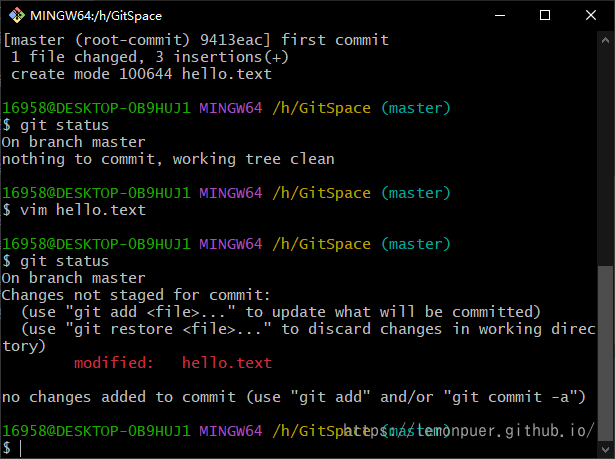 MINGW64:/h/GitSpace
[master (root-commit) 9413eac] first commit
 1 file changed, 3 insertions(+)
 create mode 100644 hello.text
16958@DESKTOP-OB9HUJ1 MINGW64 /h/GitSpace (master)
$ git status
On branch master
nothing to commit, working tree clean
16958@DESKTOP-OB9HUJ1 MINGW64 /h/GitSpace (master)
$ vim hello.text
16958@DESKTOP-OB9HUJ1 MINGW64 /h/GitSpace (master)
$ git status
On branch master
Changes not staged for commit:
  (use "git add <file>..." to update what will be committed)
  (use "git restore <file>..." to discard changes in working direc
tory)
        modified:   hello.text
no changes added to commit (use "git add" and/or "git commit -a")
16958@DESKTOP-OB9HUJ1 MINGW64 /h/GitSpace (master)
https://lemonpuer.github.io/
$